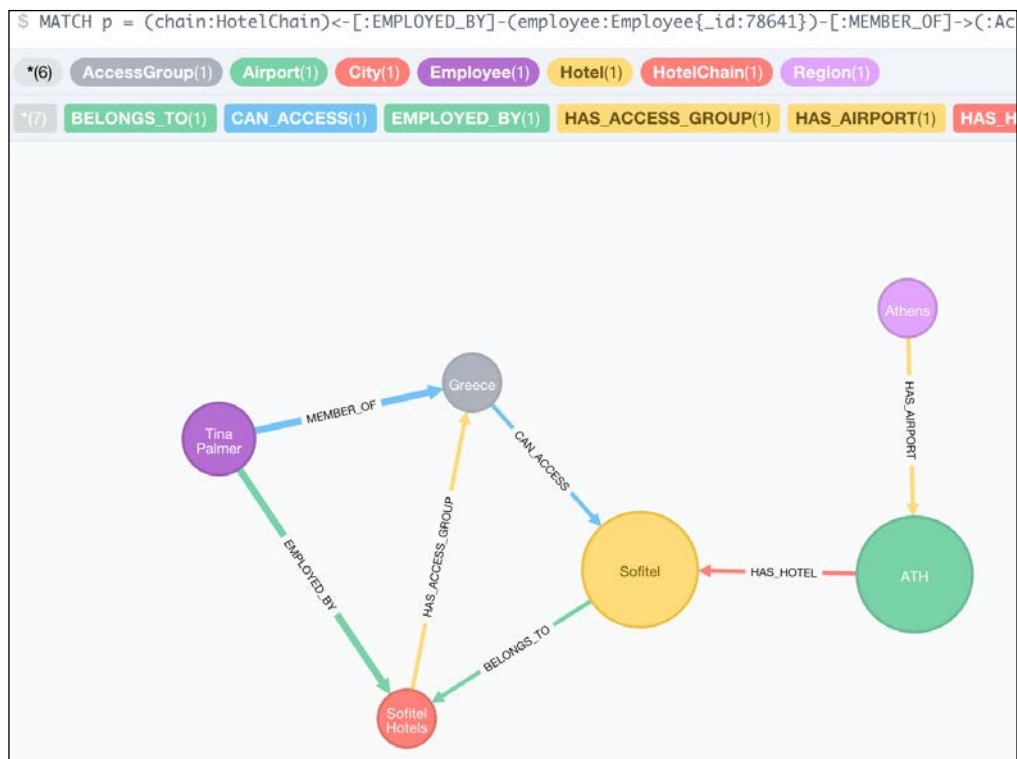 $ MATCH p = (chain:HotelChain)<-[:EMPLOYED_BY]-(employee:Employee{_id:78641})-[:MEMBER_OF]->(:Ac
*(6) AccessGroup(1) Airport(1) City(1) Employee(1) Hotel(1) HotelChain(1) Region(1)
*(7) BELONGS_TO(1) CAN_ACCESS(1) EMPLOYED_BY(1) HAS_ACCESS_GROUP(1) HAS_AIRPORT(1) HAS_H
Athens
Greece
MEMBER_OF
HAS_AIRPORT
Tina
Palmer
CAN_ACCESS
HAS_ACCESS_GROUP
EMPLOYED_BY
Sofitel
HAS_HOTEL
ATH
BELONGS_TO
Sofitel
Hotels